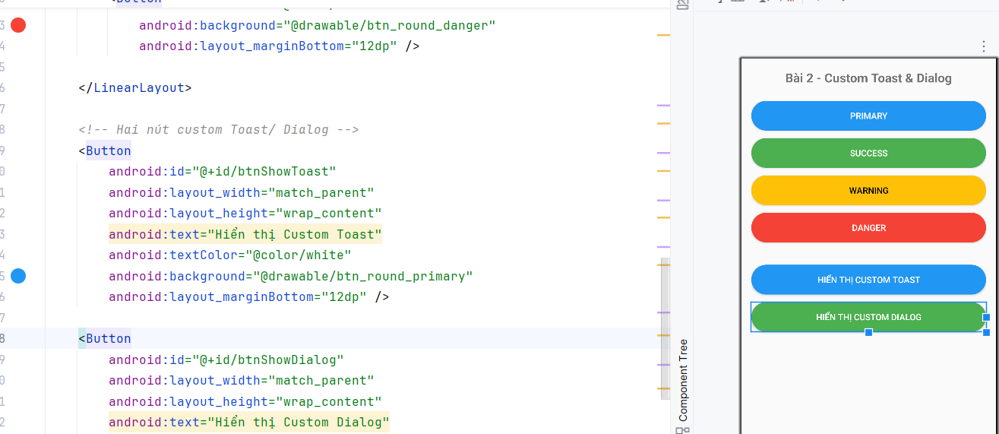 android:background="@drawable/btn_round_danger"
android:layout_marginBottom="12dp" />
</LinearLayout>
<!-- Hai nút custom Toast/ Dialog -->
<Button
android:id="@+id/btnShowToast"
android:layout_width="match_parent"
android:layout_height="wrap_content"
android:text="Hiển thị Custom Toast"
android:textColor="@color/white"
android:background="@drawable/btn_round_primary"
android:layout_marginBottom="12dp" />
<Button
android:id="@+id/btnShowDialog"
android:layout_width="match_parent"
android:layout_height="wrap_content"
android:text="Hiển thị Custom Dialog"
Component Tree
Bài 2 - Custom Toast & Dialog
PRIMARY
SUCCESS
WARNING
DANGER
HIỂN THỊ CUSTOM TOAST
HIỂN THỊ CUSTOM DIALOG